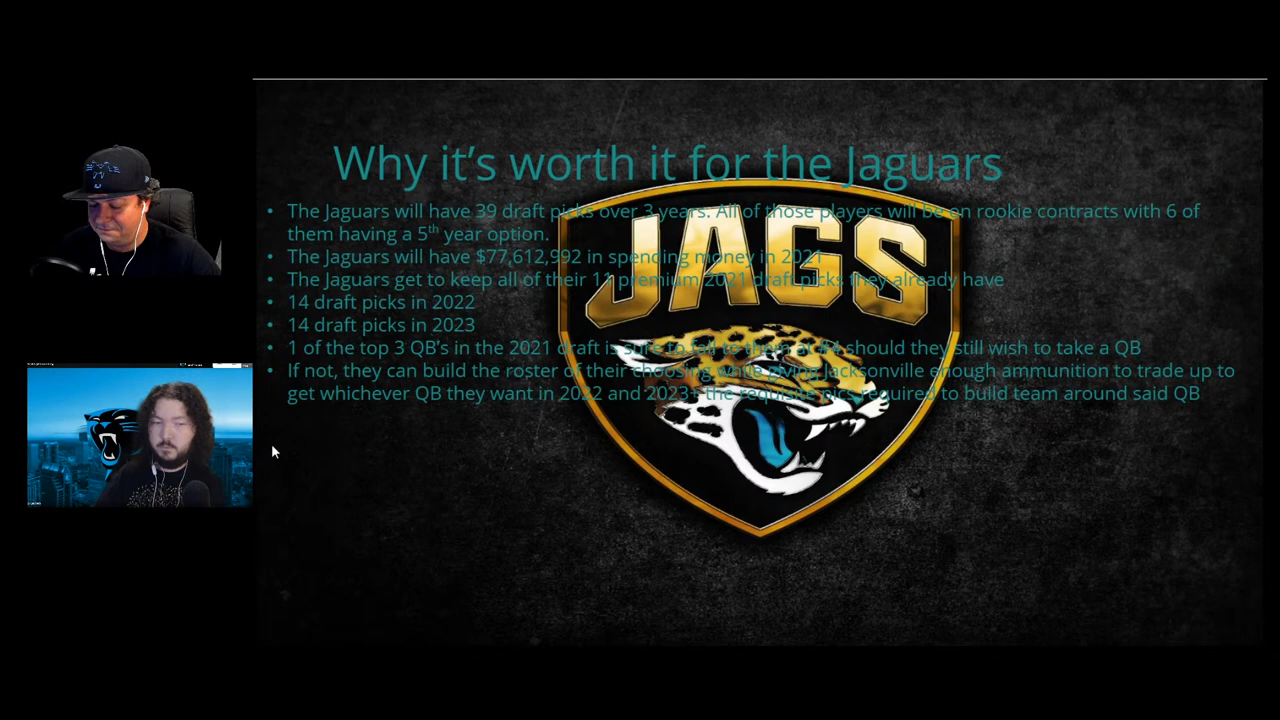 Why it's worth it for the Jaguars
• The Jaguars will have 39 draft picks over 3 years. All of those players will be on rookie contracts with 6 of
them having a 5th year option.
• The Jaguars will have $77,612,992 in spending money in 2021
• The Jaguars get to keep all of their 11 premium 2021 draft picks they already have
• 14 draft picks in 2022
• 14 draft picks in 2023
• 1 of the top 3 QB's in the 2021 draft is sure to fall to them at #4 should they still wish to take a QB
• If not, they can build the roster of their choosing while giving Jacksonville enough ammunition to trade up to
get whichever QB they want in 2022 and 2023+ the requisite pics required to build team around said QB
JAGS